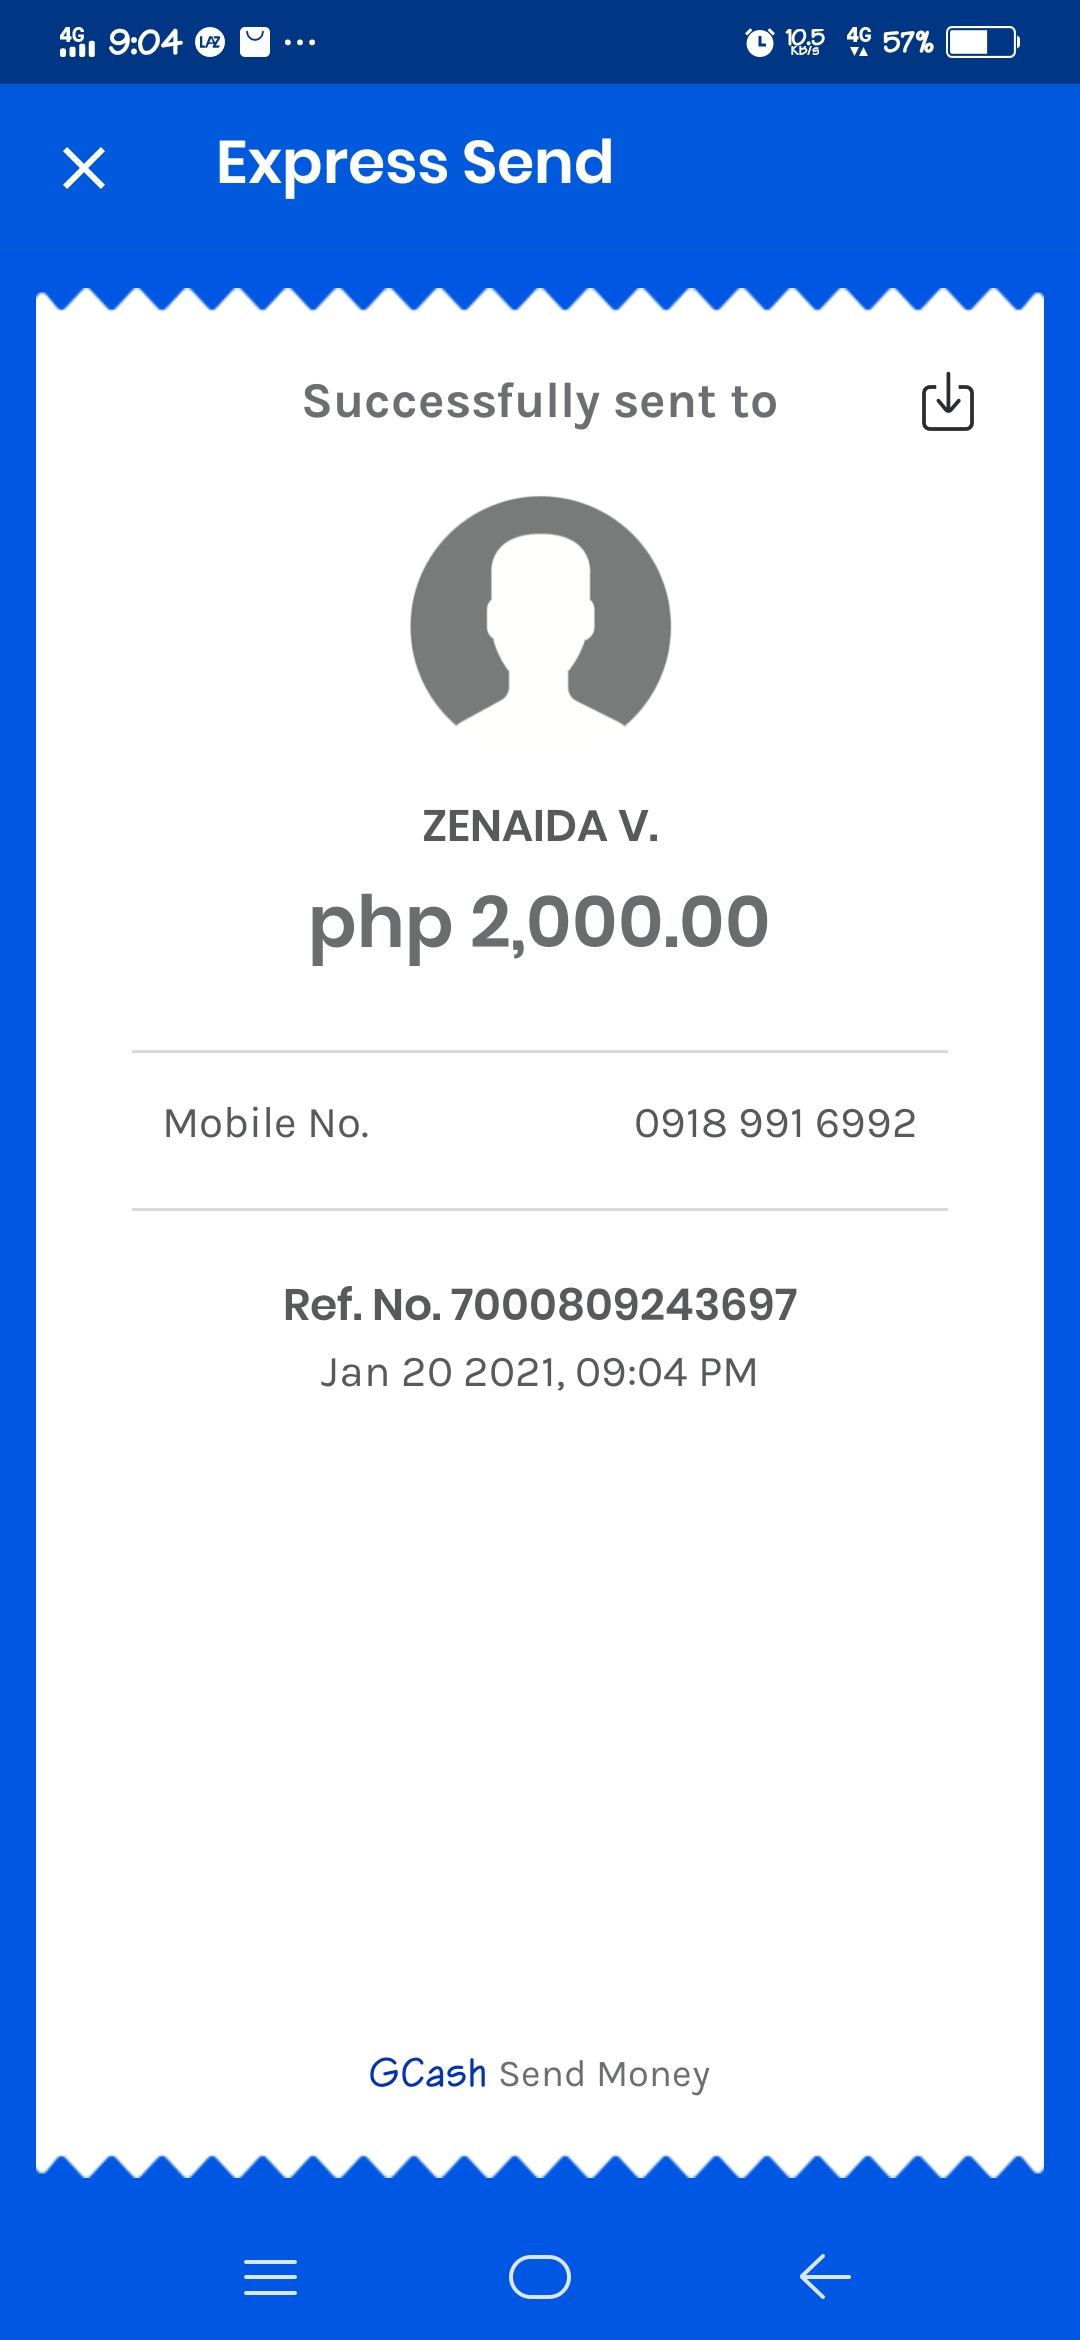 4G 9:04 LAZ 10.5 KB/s 4G 57%
Express Send
Successfully sent to
ZENAIDA V.
php 2,000.00
Mobile No. 0918 991 6992
Ref. No. 7000809243697
Jan 20 2021, 09:04 PM
GCash Send Money